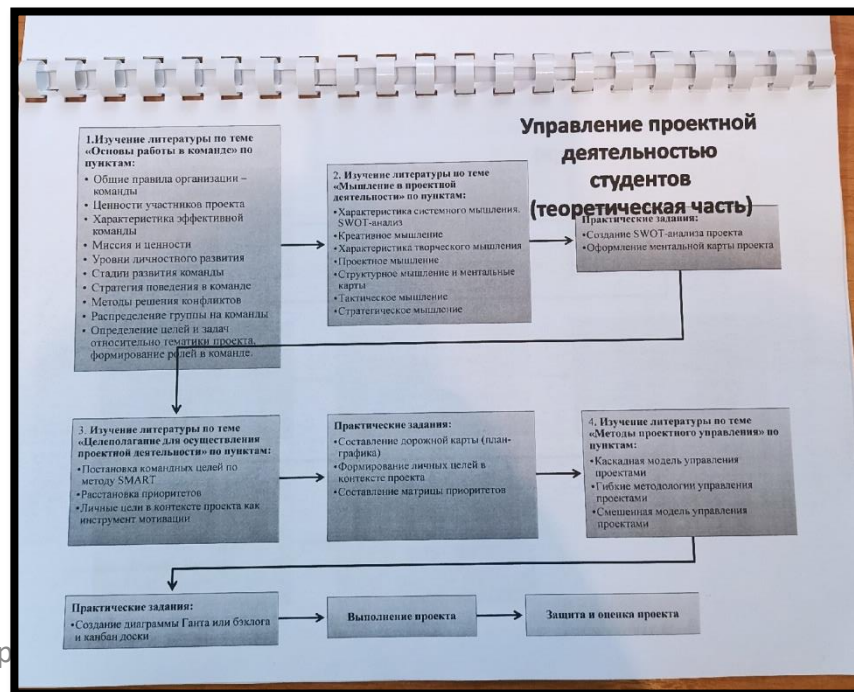 Управление проектной
деятельностью
студентов
(теоретическая часть)
1.Изучение литературы по теме
«Основы работы в команде» по
пунктам:
• Общие правила организации –
команды
• Ценности участников проекта
• Характеристика эффективной
команды
• Миссия и ценности
• Уровни личностного развития
• Стадии развития команды
• Стратегия поведения в команде
• Методы решения конфликтов
• Распределение группы на команды
• Определение целей и задач
относительно тематики проекта,
формирование ролей в команде.
2. Изучение литературы по теме
«Мышление в проектной
деятельности» по пунктам:
•Характеристика системного мышления.
SWOT-анализ
•Креативное мышление
•Характеристика творческого мышления
•Проектное мышление
•Структурное мышление и ментальные
карты
•Тактическое мышление
•Стратегическое мышление
Практические задания:
•Создание SWOT-анализа проекта
•Оформление ментальной карты проекта
3. Изучение литературы по теме
«Целеполагание для осуществления
проектной деятельности» по пунктам:
•Постановка командных целей по
методу SMART
•Расстановка приоритетов
•Личные цели в контексте проекта как
инструмент мотивации
Практические задания:
•Составление дорожной карты (план-
графика)
•Формирование личных целей в
контексте проекта
•Составление матрицы приоритетов
4. Изучение литературы по теме
«Методы проектного управления» по
пунктам:
•Каскадная модель управления
проектами
•Гибкие методологии управления
проектами
•Смешенная модель управления
проектами
Практические задания:
•Создание диаграммы Ганта или бэклога
и канбан доски
Выполнение проекта
Защита и оценка проекта